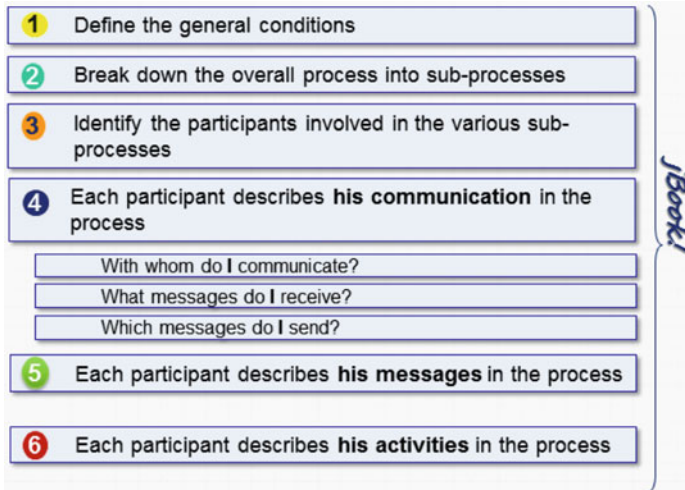 1 Define the general conditions
2 Break down the overall process into sub-processes
3 Identify the participants involved in the various sub-
processes
4 Each participant describes his communication in the
process
With whom do I communicate?
What messages do I receive?
Which messages do I send?
5 Each participant describes his messages in the process
6 Each participant describes his activities in the process
jBook!